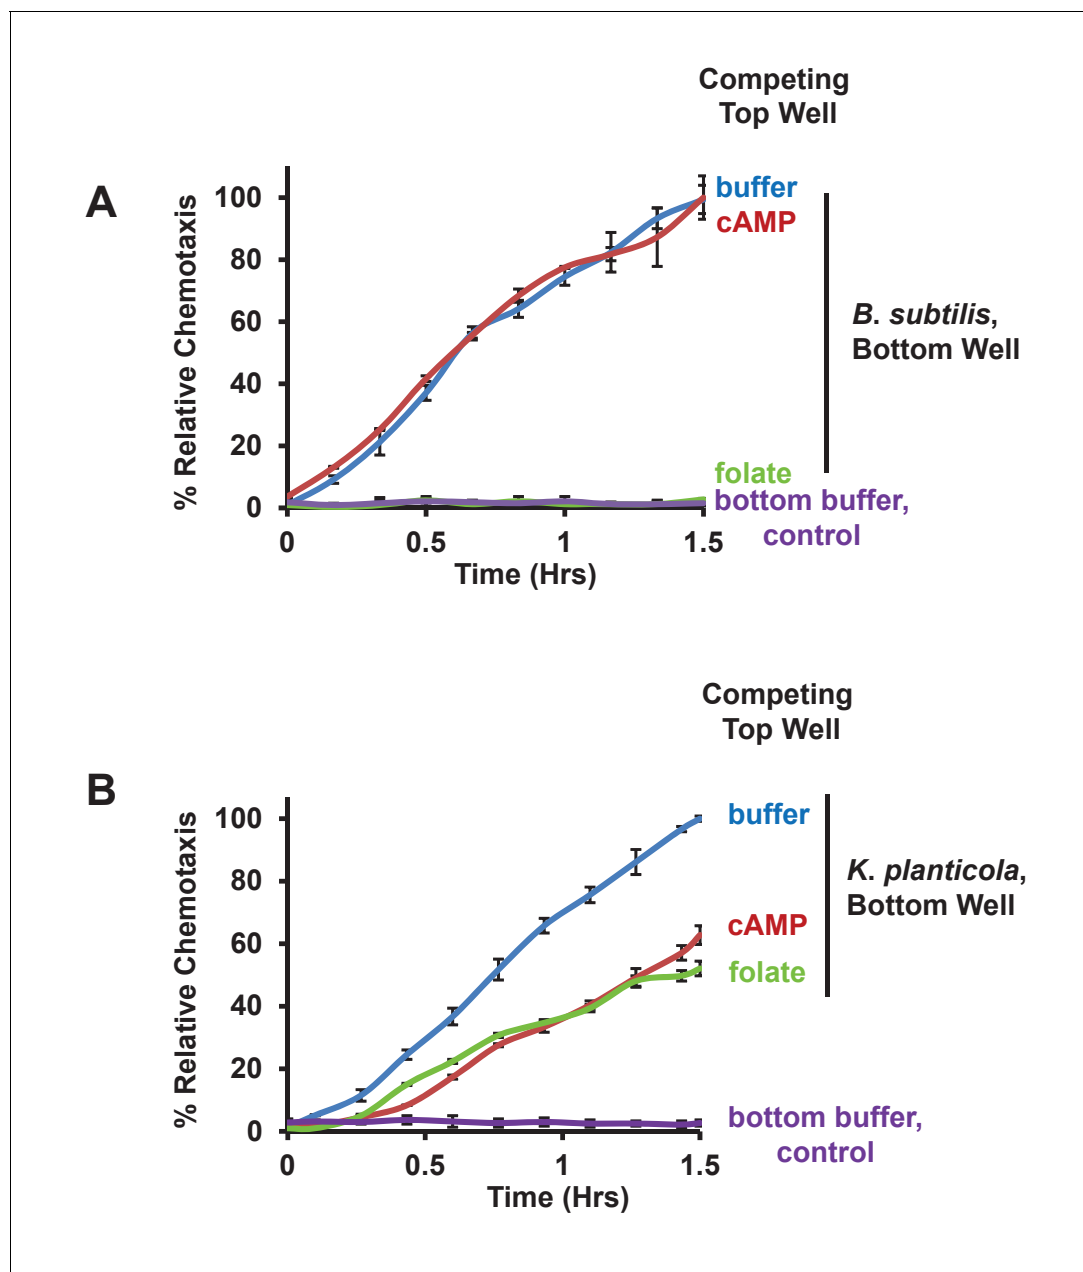 Competing
Top Well
A
% Relative Chemotaxis
100
80
60
40
20
0
0
0.5
1
1.5
Time (Hrs)
buffer
cAMP
folate
bottom buffer,
control
B. subtilis,
Bottom Well
Competing
Top Well
B
% Relative Chemotaxis
100
80
60
40
20
0
0
0.5
1
1.5
Time (Hrs)
buffer
cAMP
folate
bottom buffer,
control
K. planticola,
Bottom Well